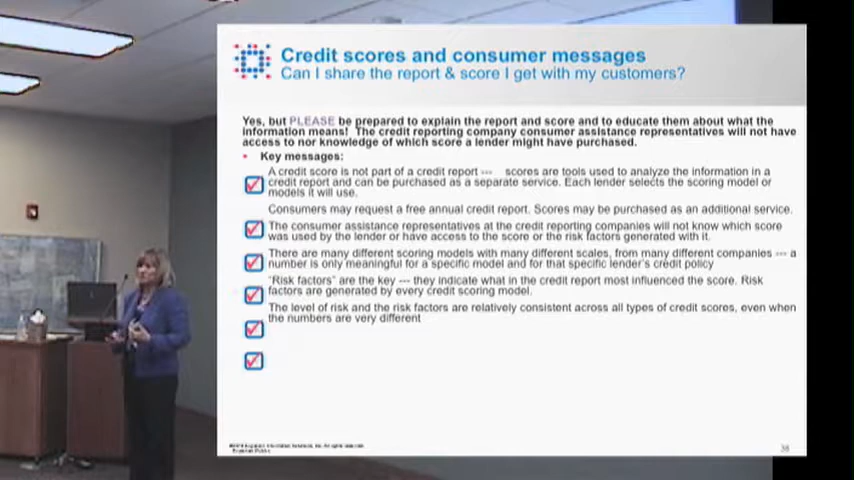 Credit scores and consumer messages
Can I share the report & score I get with my customers?
Yes, but PLEASE be prepared to explain the report and score and to educate them about what the
information means! The credit reporting company consumer assistance representatives will not have
access to nor knowledge of which score a lender might have purchased.
• Key messages:
A credit score is not part of a credit report --- scores are tools used to analyze the information in a
credit report and can be purchased as a separate service. Each lender selects the scoring model or
models it will use.
Consumers may request a free annual credit report. Scores may be purchased as an additional service.
The consumer assistance representatives at the credit reporting companies will not know which score
was used by the lender or have access to the score or the risk factors generated with it.
There are many different scoring models with many different scales, from many different companies --- a
number is only meaningful for a specific model and for that specific lender's credit policy
"Risk factors" are the key --- they indicate what in the credit report most influenced the score. Risk
factors are generated by every credit scoring model.
The level of risk and the risk factors are relatively consistent across all types of credit scores, even when
the numbers are very different